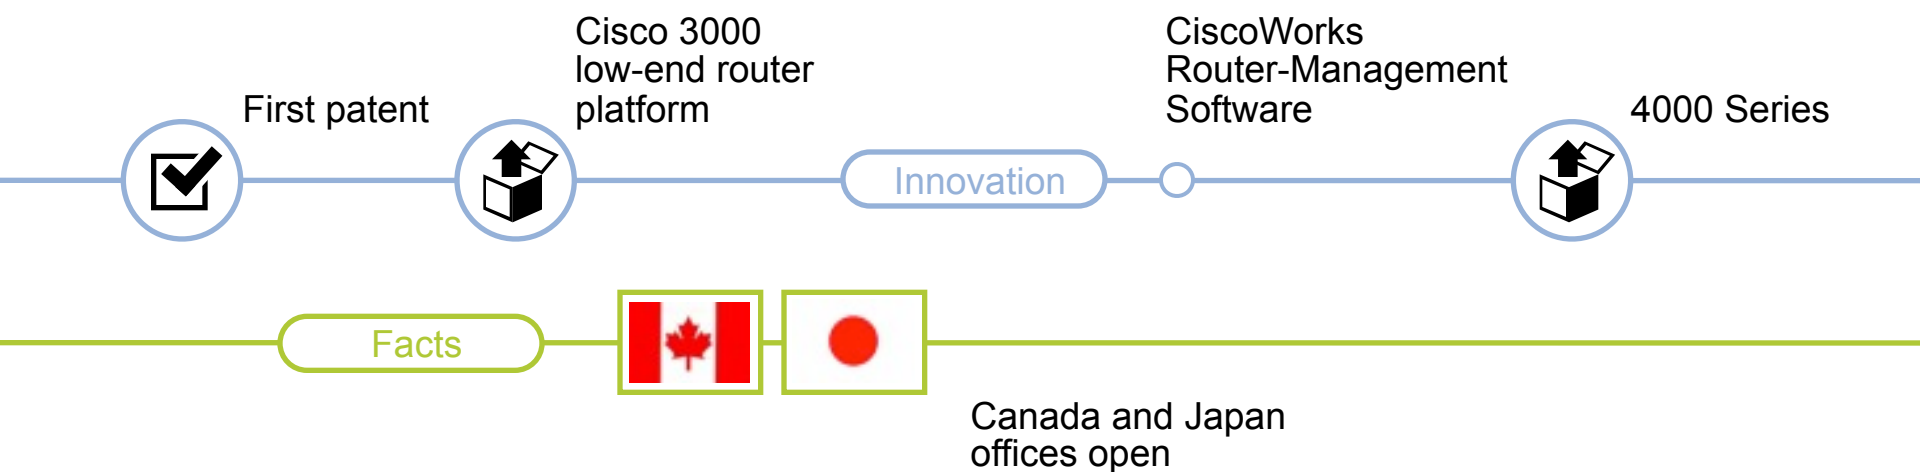 First patent
Cisco 3000
low-end router
platform
Innovation
CiscoWorks
Router-Management
Software
4000 Series
Facts
Canada and Japan
offices open